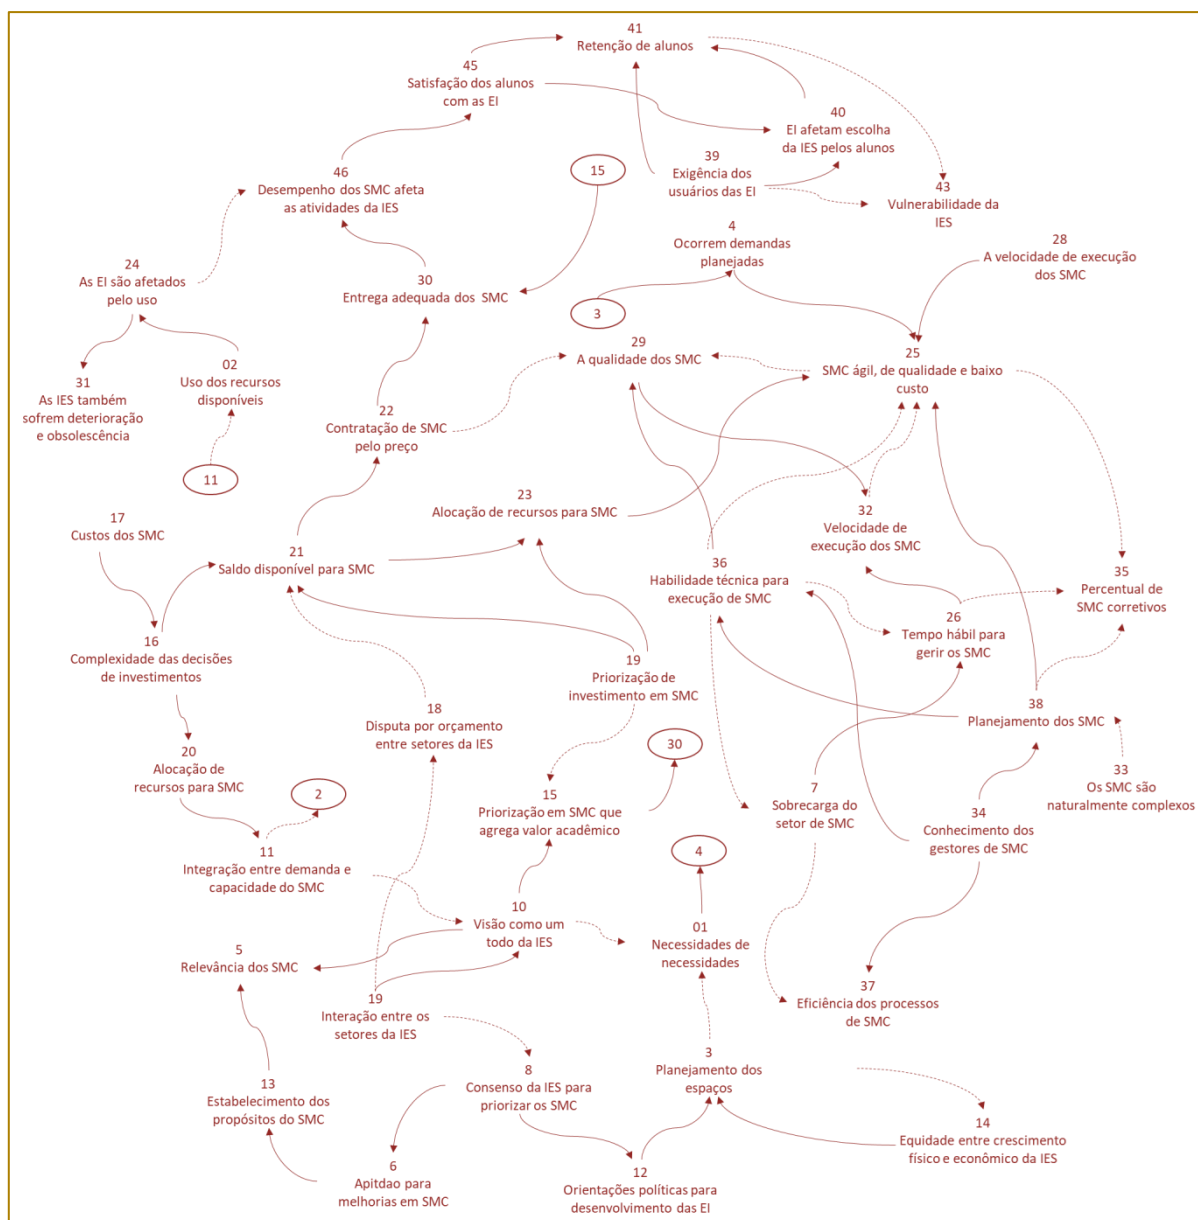 41
Retenção de alunos
45
Satisfação dos alunos
com as EI
40
EI afetam escolha
da IES pelos alunos
39
Exigência dos
usuários das EI
46
Desempenho dos SMC afeta
as atividades da IES
15
43
Vulnerabilidade da
IES
4
Ocorrem demandas
planejadas
28
A velocidade de execução
dos SMC
24
As EI são afetados
pelo uso
30
Entrega adequada dos SMC
3
29
A qualidade dos SMC
25
SMC ágil, de qualidade e baixo
custo
31
As IES também
sofrem deterioração
e obsolescência
02
Uso dos recursos
disponíveis
22
Contratação de SMC
pelo preço
11
23
Alocação de recursos para SMC
17
Custos dos SMC
32
Velocidade de
execução dos SMC
21
Saldo disponível para SMC
36
Habilidade técnica para
execução de SMC
35
Percentual de
SMC corretivos
26
Tempo hábil para
gerir os SMC
16
Complexidade das decisões
de investimentos
19
Priorização de
investimento em SMC
18
Disputa por orçamento
entre setores da IES
38
Planejamento dos SMC
20
Alocação de
recursos para SMC
30
2
33
Os SMC são
naturalmente complexos
15
Priorização em SMC que
agrega valor acadêmico
7
Sobrecarga do
setor de SMC
34
Conhecimento dos
gestores de SMC
11
Integração entre demanda e
capacidade do SMC
4
10
Visão como um
todo da IES
01
Necessidades de
necessidades
5
Relevância dos SMC
37
Eficiência dos processos
de SMC
19
Interação entre os
setores da IES
3
Planejamento dos
espaços
8
Consenso da IES para
priorizar os SMC
13
Estabelecimento dos
propósitos do SMC
14
Equidade entre crescimento
físico e econômico da IES
6
Apitdao para
melhorias em SMC
12
Orientações políticas para
desenvolvimento das EI